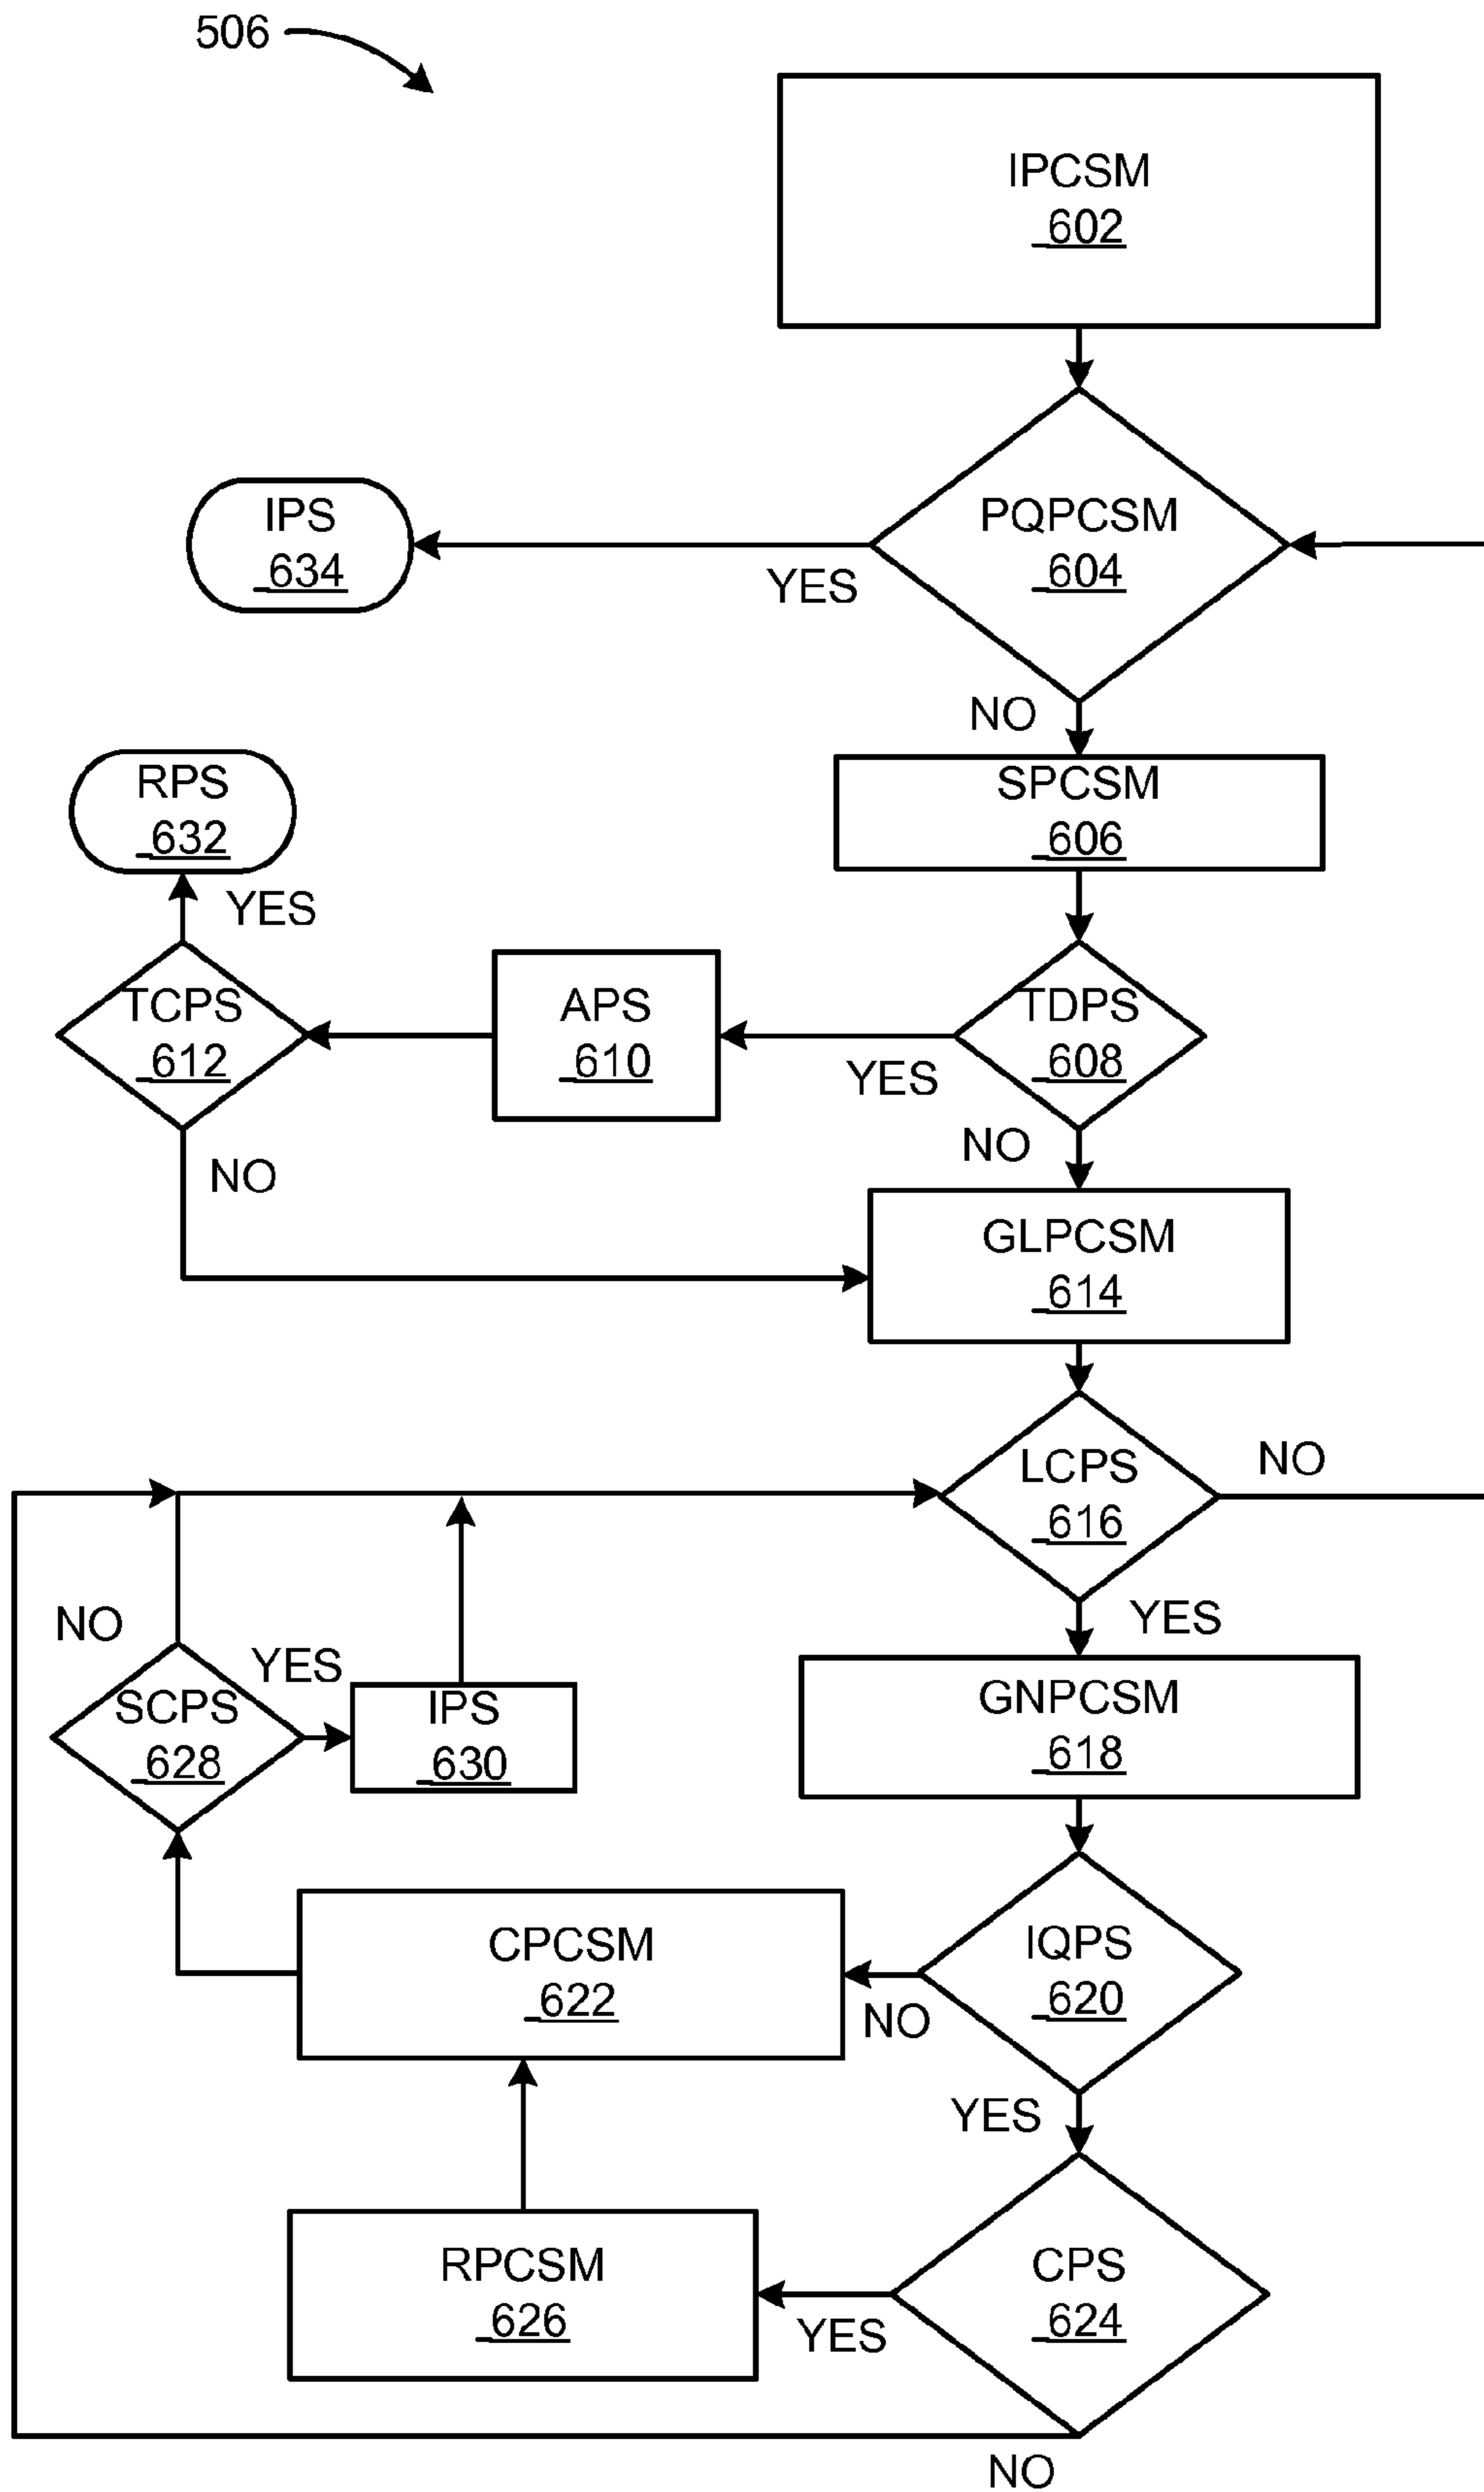 506
IPCSM
602
PQPCSM
604
IPS
634
YES
NO
SPCSM
606
RPS
632
YES
TCPS
612
APS
610
TDPS
608
YES
NO
NO
GLPCSM
614
LCPS
616
NO
YES
NO
YES
SCPS
628
IPS
630
GNPCSM
618
CPCSM
622
IQPS
620
NO
YES
RPCSM
626
CPS
624
YES
NO